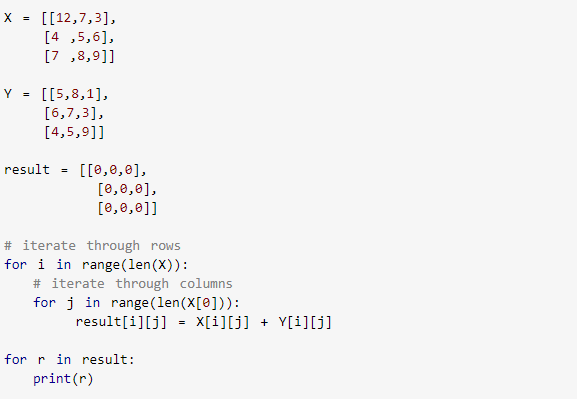 X = [[12,7,3],
    [4 ,5,6],
    [7 ,8,9]]

Y = [[5,8,1],
    [6,7,3],
    [4,5,9]]

result = [[0,0,0],
         [0,0,0],
         [0,0,0]]

# iterate through rows
for i in range(len(X)):
   # iterate through columns
   for j in range(len(X[0])):
       result[i][j] = X[i][j] + Y[i][j]

for r in result:
   print(r)